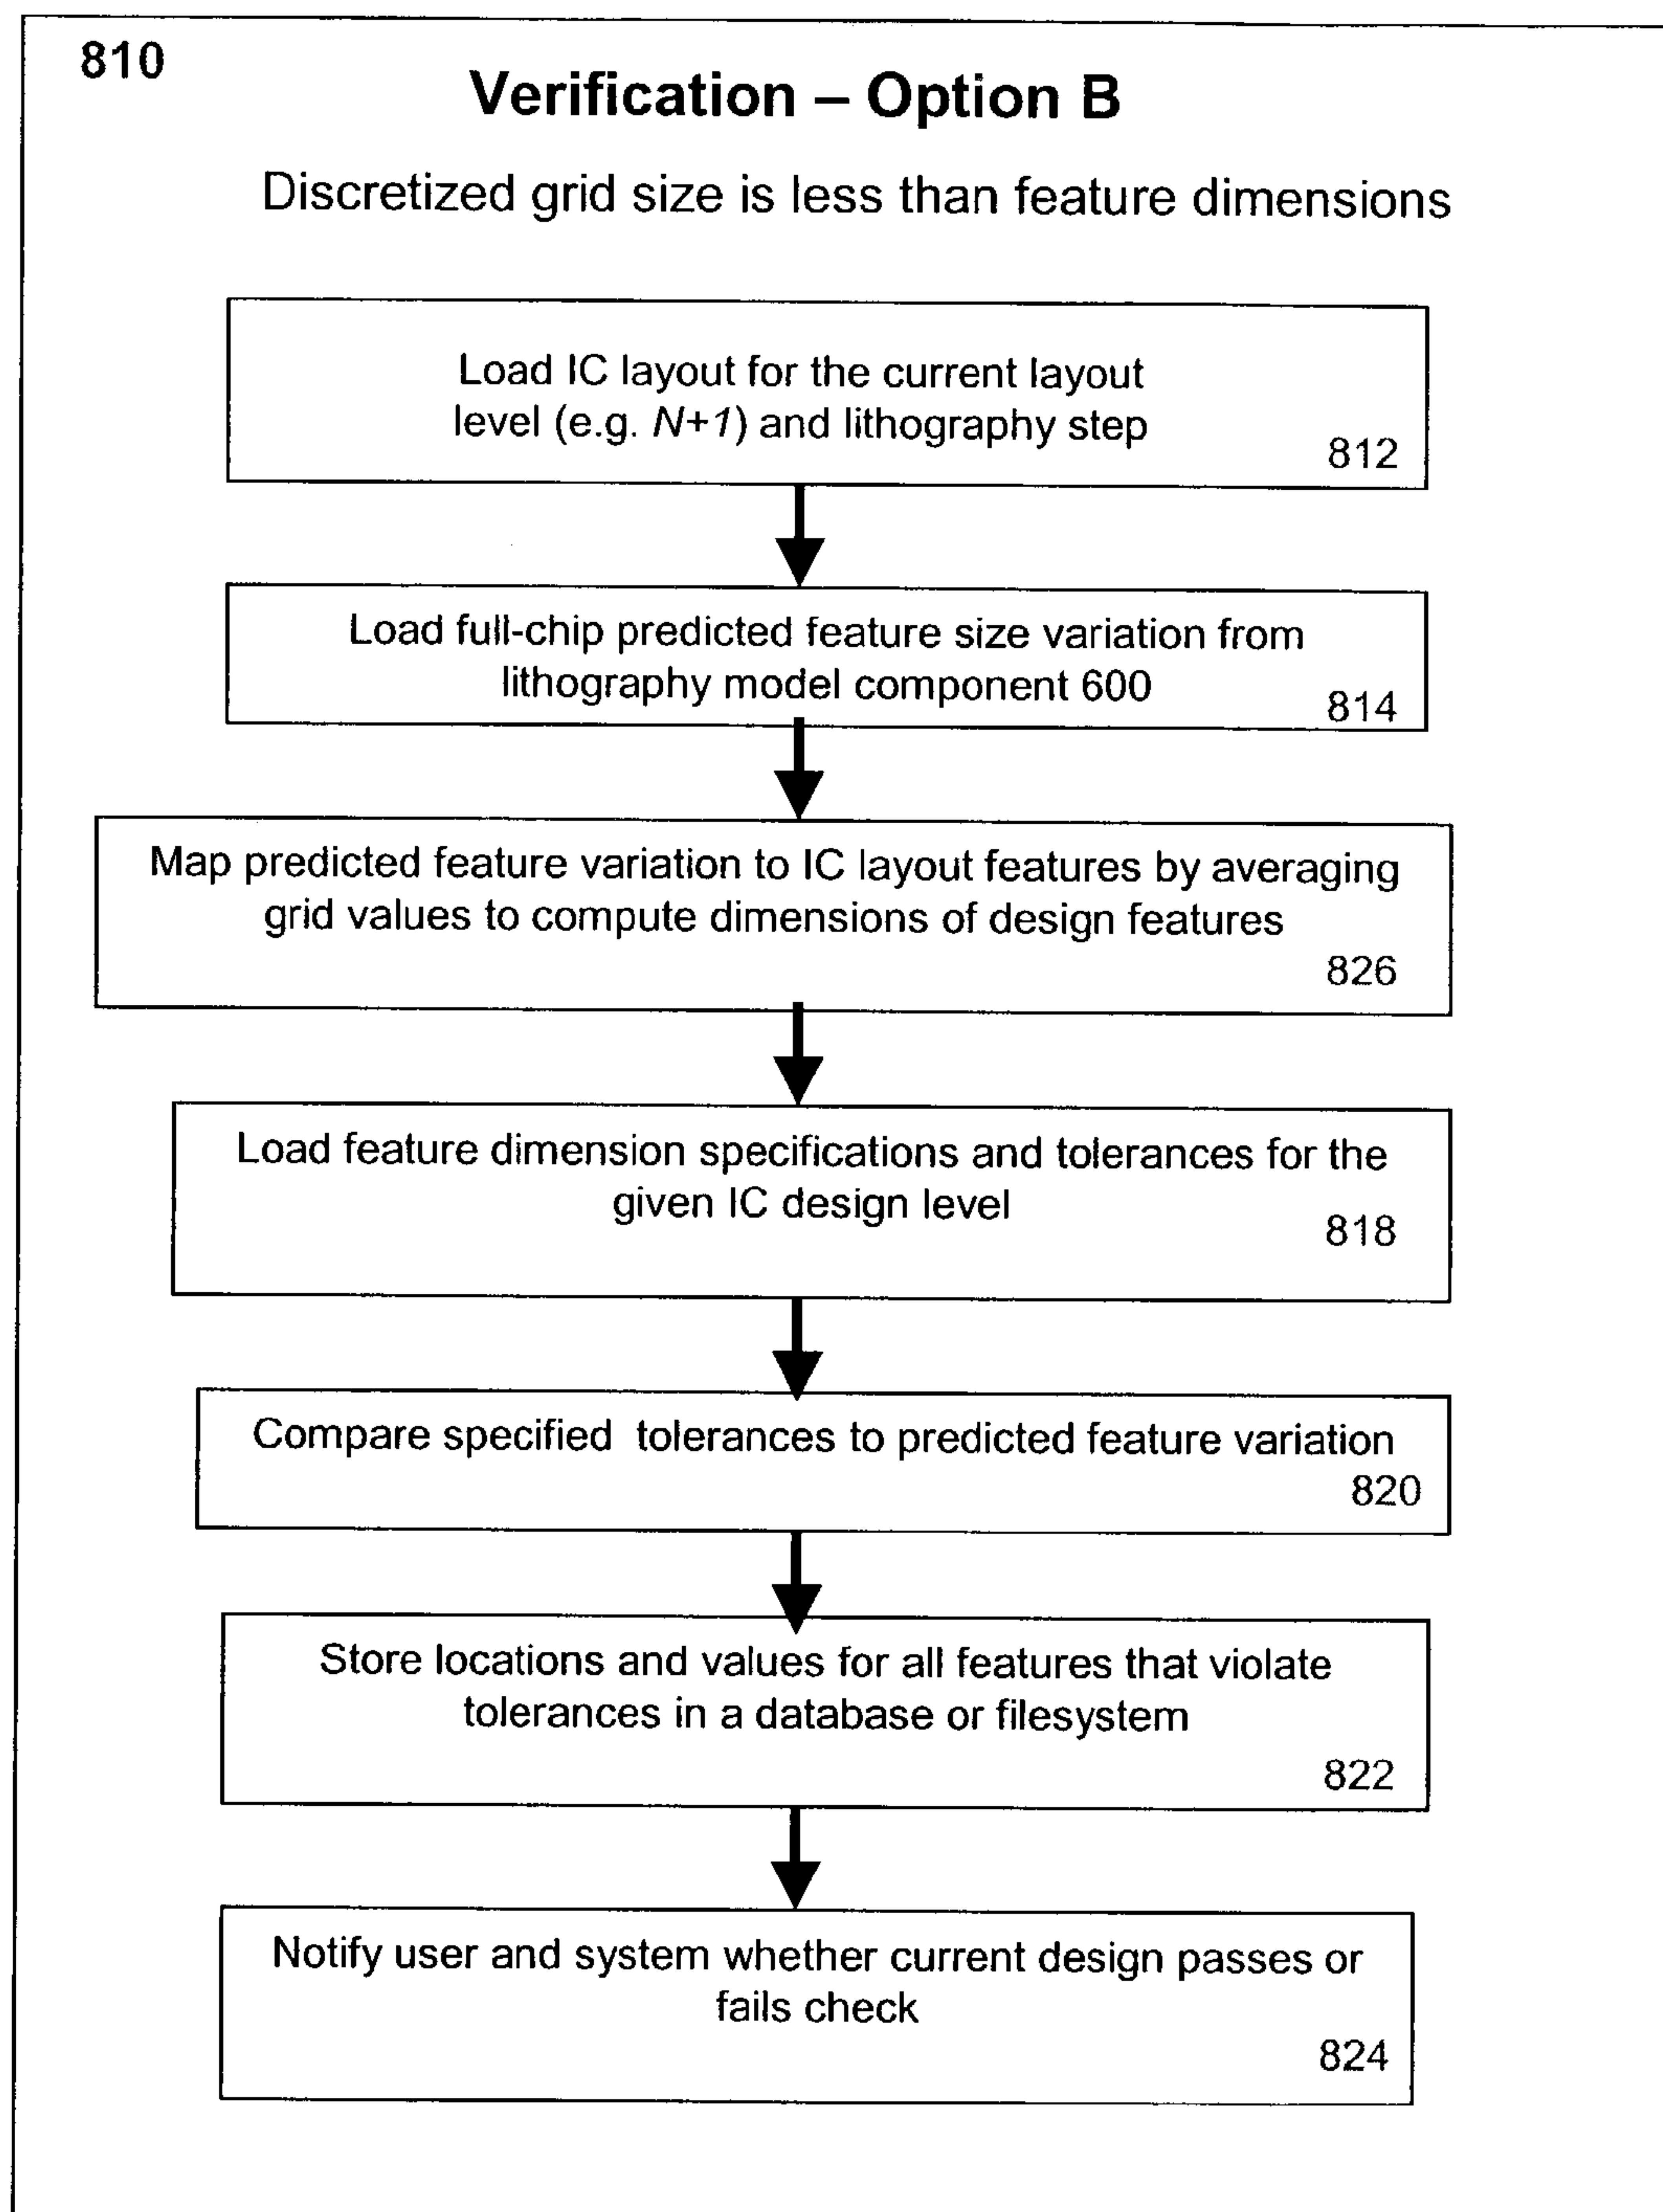 810
Verification – Option B
Discretized grid size is less than feature dimensions
Load IC layout for the current layout
level (e.g. N+1) and lithography step
812
Load full-chip predicted feature size variation from
lithography model component 600
814
Map predicted feature variation to IC layout features by averaging
grid values to compute dimensions of design features
826
Load feature dimension specifications and tolerances for the
given IC design level
818
Compare specified tolerances to predicted feature variation
820
Store locations and values for all features that violate
tolerances in a database or filesystem
822
Notify user and system whether current design passes or
fails check
824